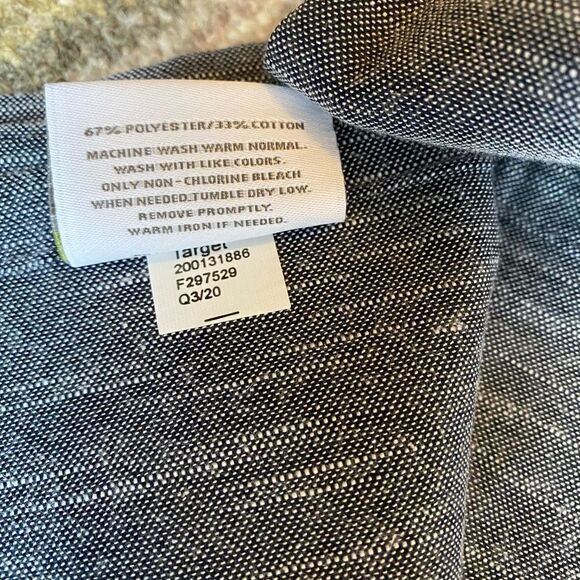 67% POLYESTER/33% COTTON
MACHINE WASH WARM NORMAL.
WASH WITH LIKE COLORS.
ONLY NON-CHLORINE BLEACH
WHEN NEEDED.TUMBLE DRY LOW.
REMOVE PROMPTLY.
WARM IRON IF NEEDED.
Target
200131886
F297529
Q3/20